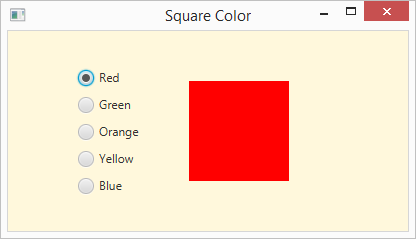 Square Color
Red
Green
Orange
Yellow
Blue